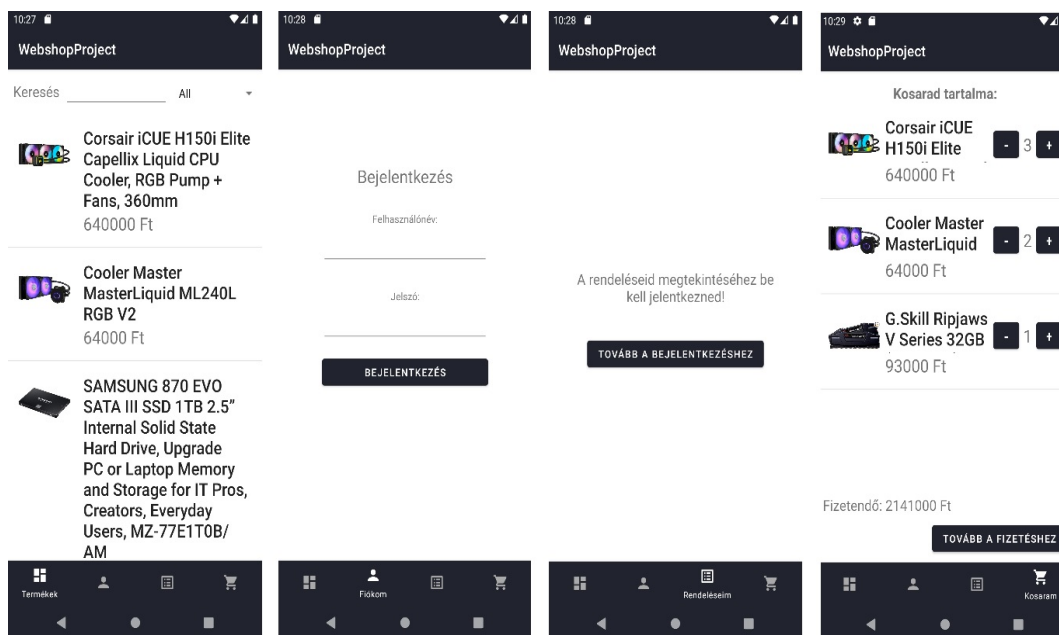 10:27
WebshopProject
Keresés
All
Corsair iCUE H150i Elite
Capellix Liquid CPU
Cooler, RGB Pump +
Fans, 360mm
640000 Ft
Cooler Master
MasterLiquid ML240L
RGB V2
64000 Ft
SAMSUNG 870 EVO
SATA III SSD 1TB 2.5”
Internal Solid State
Hard Drive, Upgrade
PC or Laptop Memory
and Storage for IT Pros,
Creators, Everyday
Users, MZ-77E1T0B/
AM
Termékek
10:28
WebshopProject
Bejelentkezés
Felhasználónév:
Jelszó:
BEJELENTKEZÉS
Fiókom
10:28
WebshopProject
A rendeléseid megtekintéséhez be
kell jelentkezned!
TOVÁBB A BEJELENTKEZÉSHEZ
Rendeléseim
10:29
WebshopProject
Kosarad tartalma:
Corsair iCUE
H150i Elite
- 3 +
640000 Ft
Cooler Master
MasterLiquid
- 2 +
64000 Ft
G.Skill Ripjaws
V Series 32GB
- 1 +
93000 Ft
Fizetendő: 2141000 Ft
TOVÁBB A FIZETÉSHEZ
Kosaram